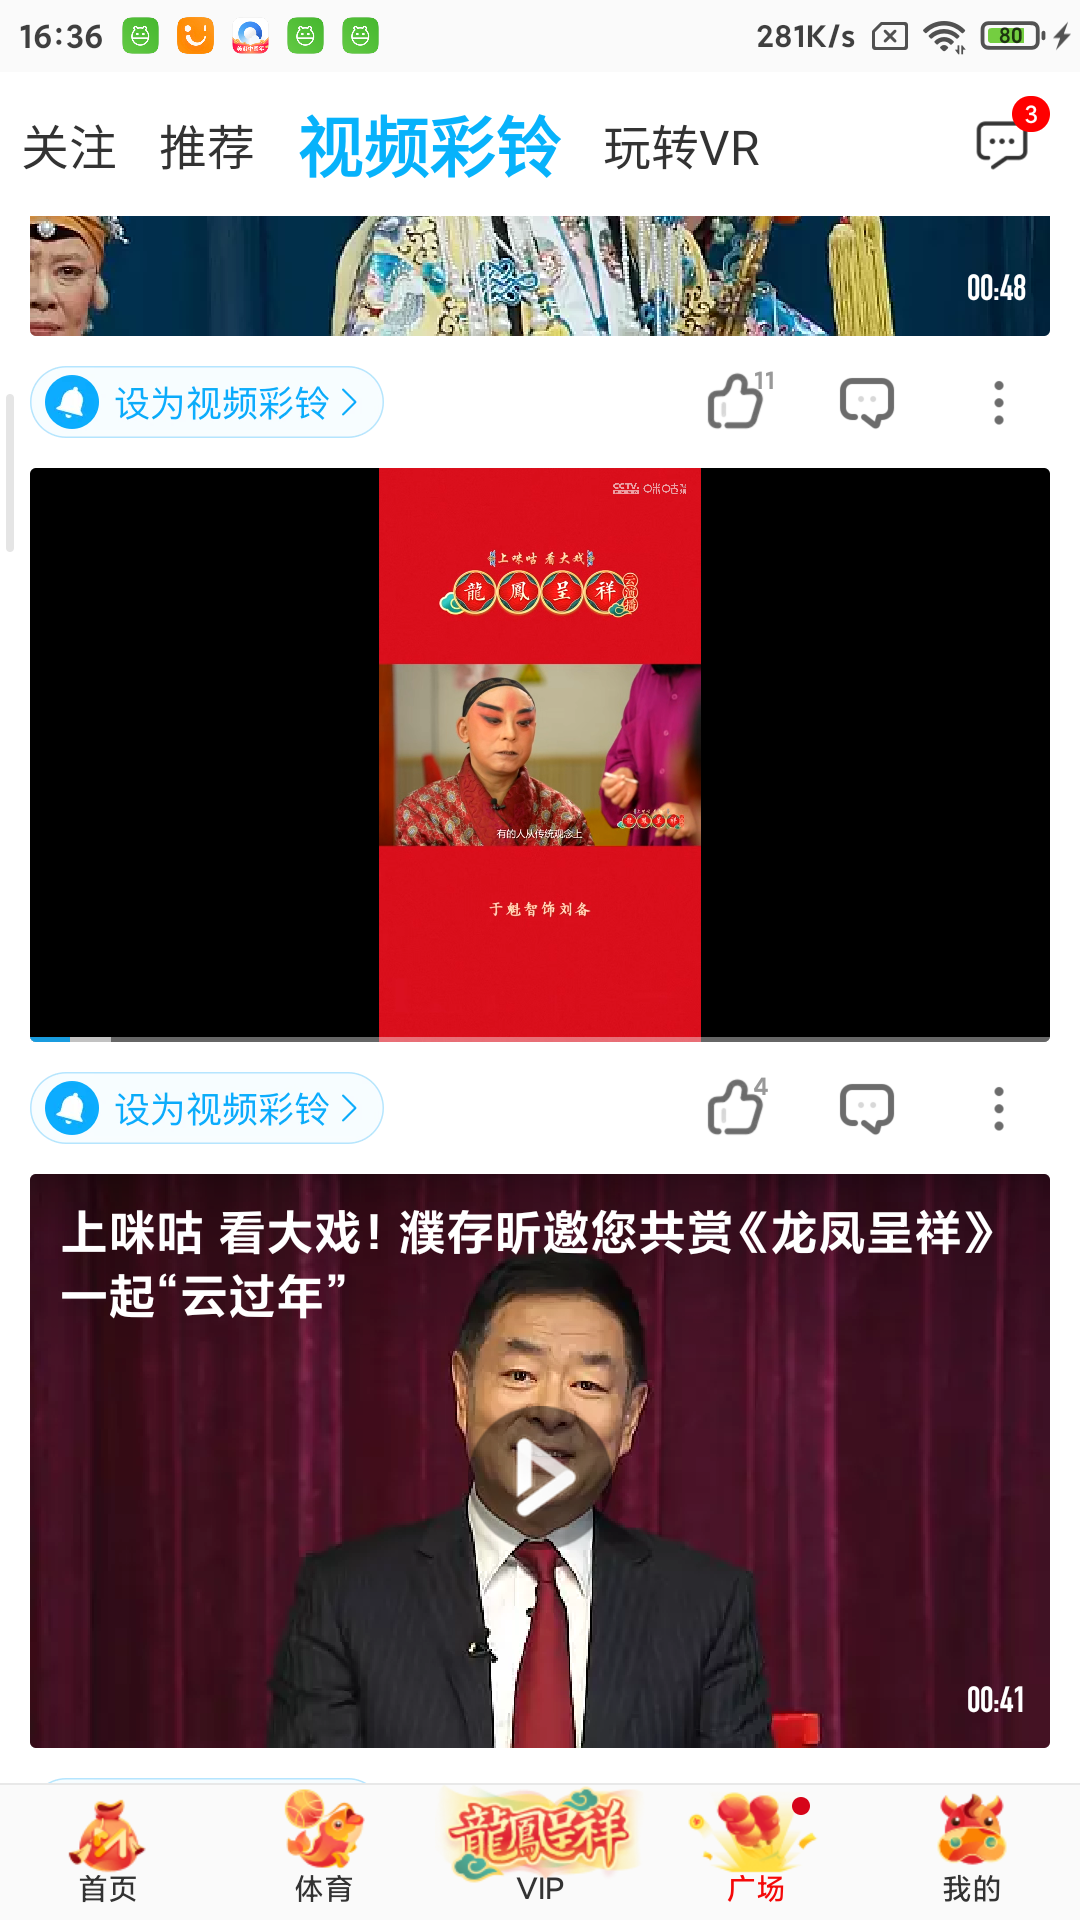 16:36
281K/s
80
关注 推荐 视频彩铃 玩转VR
3
00:48
设为视频彩铃
11
CCTV
上咪咕 看大戏
龍鳳呈祥
有的人从传统观念上
龍鳳呈祥
于魁智饰刘备
设为视频彩铃
4
上咪咕 看大戏！濮存昕邀您共赏《龙凤呈祥》
一起“云过年”
00:41
龍鳳呈祥
首页 体育 VIP 广场 我的